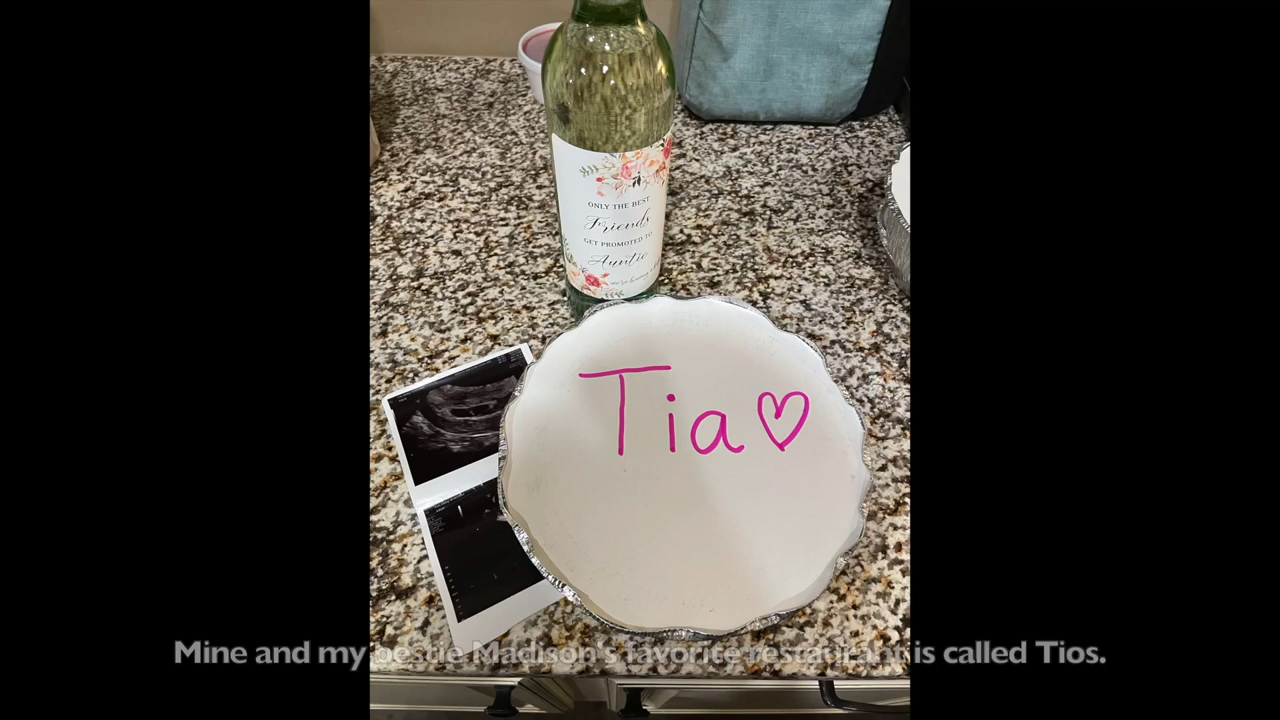 ONLY THE BEST
Friends
GET PROMOTED TO
Auntie
Tia
Mine and my bestie Madison's favorite restaurant is called Tios.